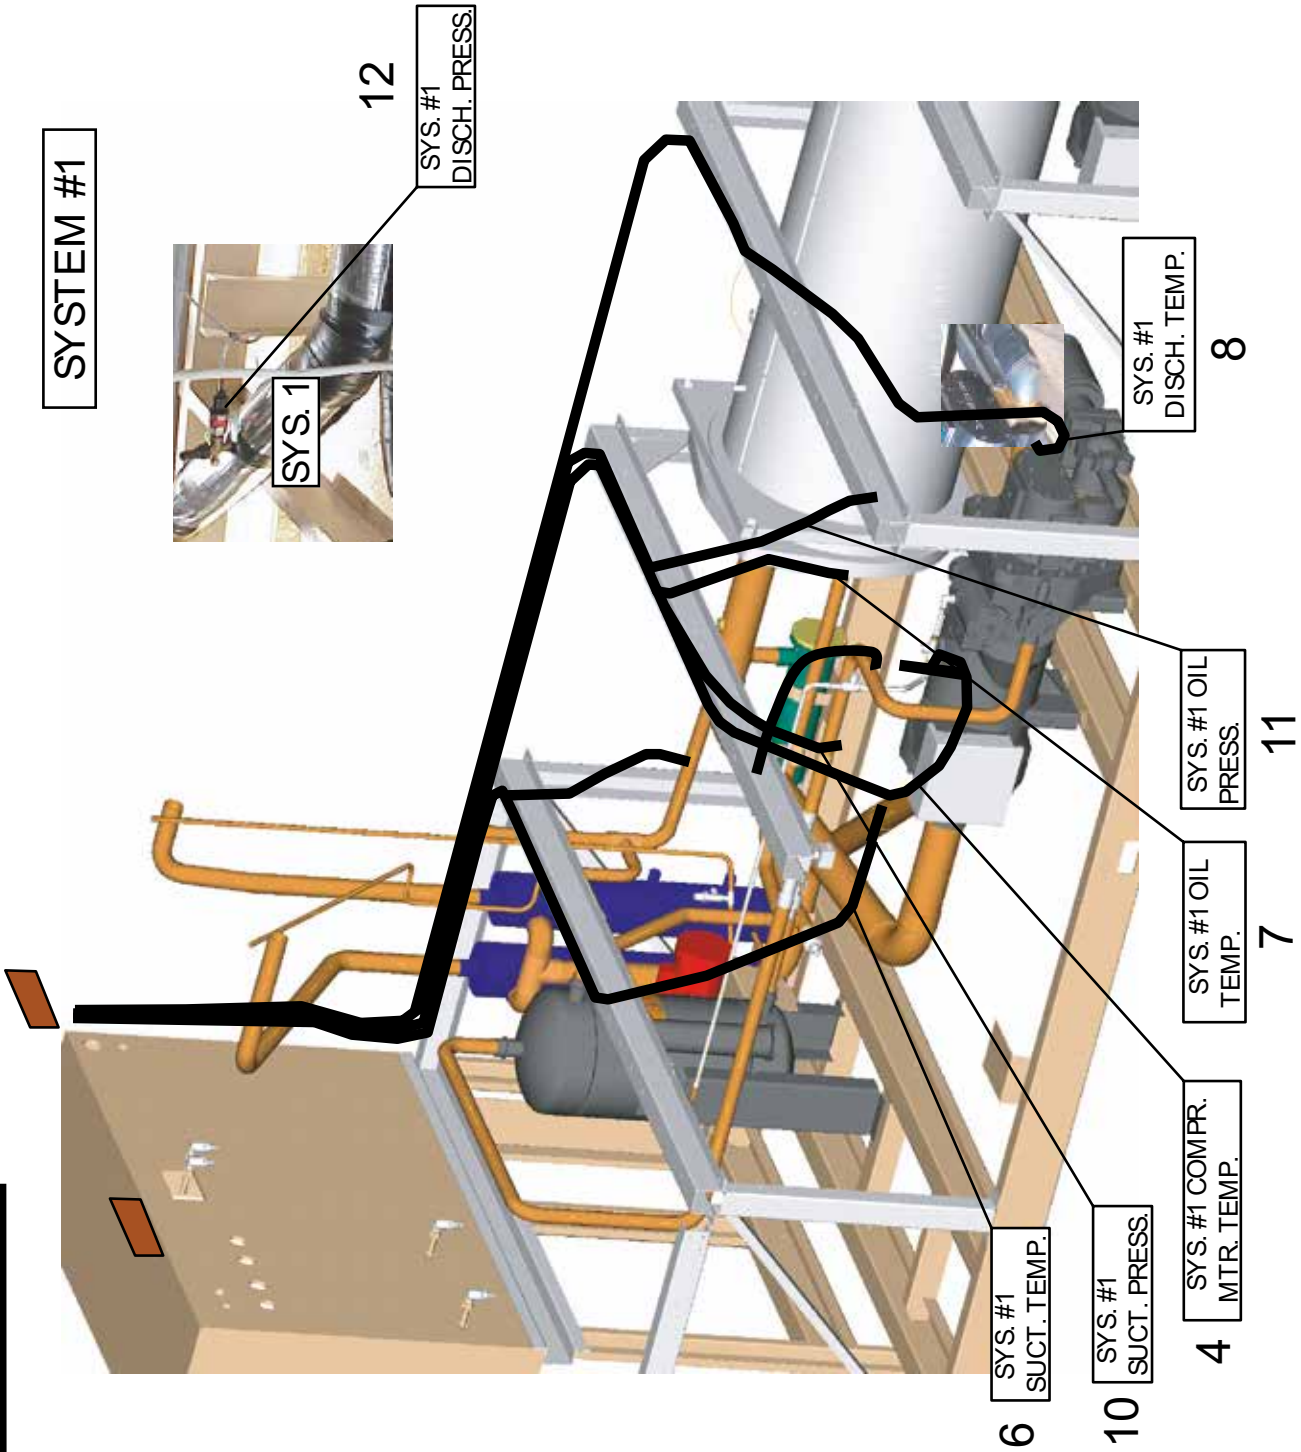 SYSTEM #1
12
SYS. #1
DISCH. PRESS.
SYS. 1
SYS. #1
DISCH. TEMP.
8
SYS. #1 OIL
PRESS.
11
SYS. #1 OIL
TEMP.
7
SYS. #1 COMPR.
MTR. TEMP.
4
SYS. #1
SUCT. PRESS.
10
SYS. #1
SUCT. TEMP.
6